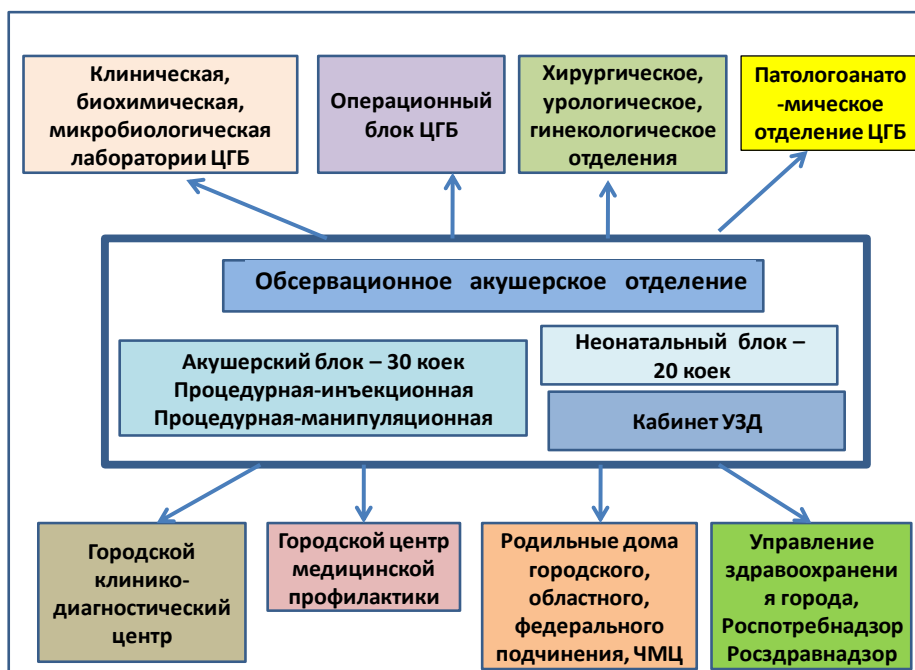 Клиническая,
биохимическая,
микробиологическая
лаборатории ЦГБ
Операционный
блок ЦГБ
Хирургическое,
урологическое,
гинекологическое
отделения
Патологоанато
-мическое
отделение ЦГБ
Обсервационное акушерское отделение
Акушерский блок – 30 коек
Процедурная-инъекционная
Процедурная-манипуляционная
Неонатальный блок –
20 коек
Кабинет УЗД
Городской
клинико-
диагностический
центр
Городской центр
медицинской
профилактики
Родильные дома
городского,
областного,
федерального
подчинения, ЧМЦ
Управление
здравоохранени
я города,
Роспотребнадзор
Росздравнадзор